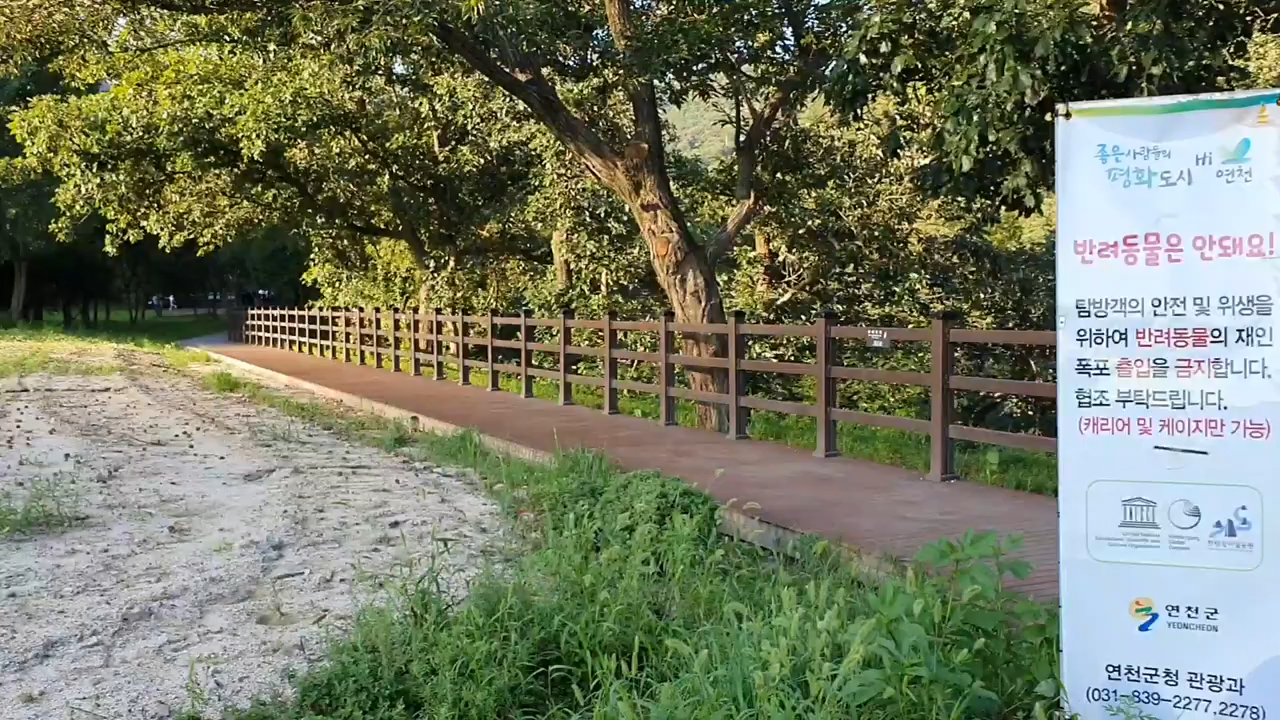 좋은사람들의
평화도시
Hi
연천
반려동물은 안돼요!
탐방객의 안전 및 위생을
위하여 반려동물의 재인
폭포 출입을 금지합니다.
협조 부탁드립니다.
(캐리어 및 케이지만 가능)
연천군
YEONCHEON
연천군청 관광과
(031-839-2277,2278)